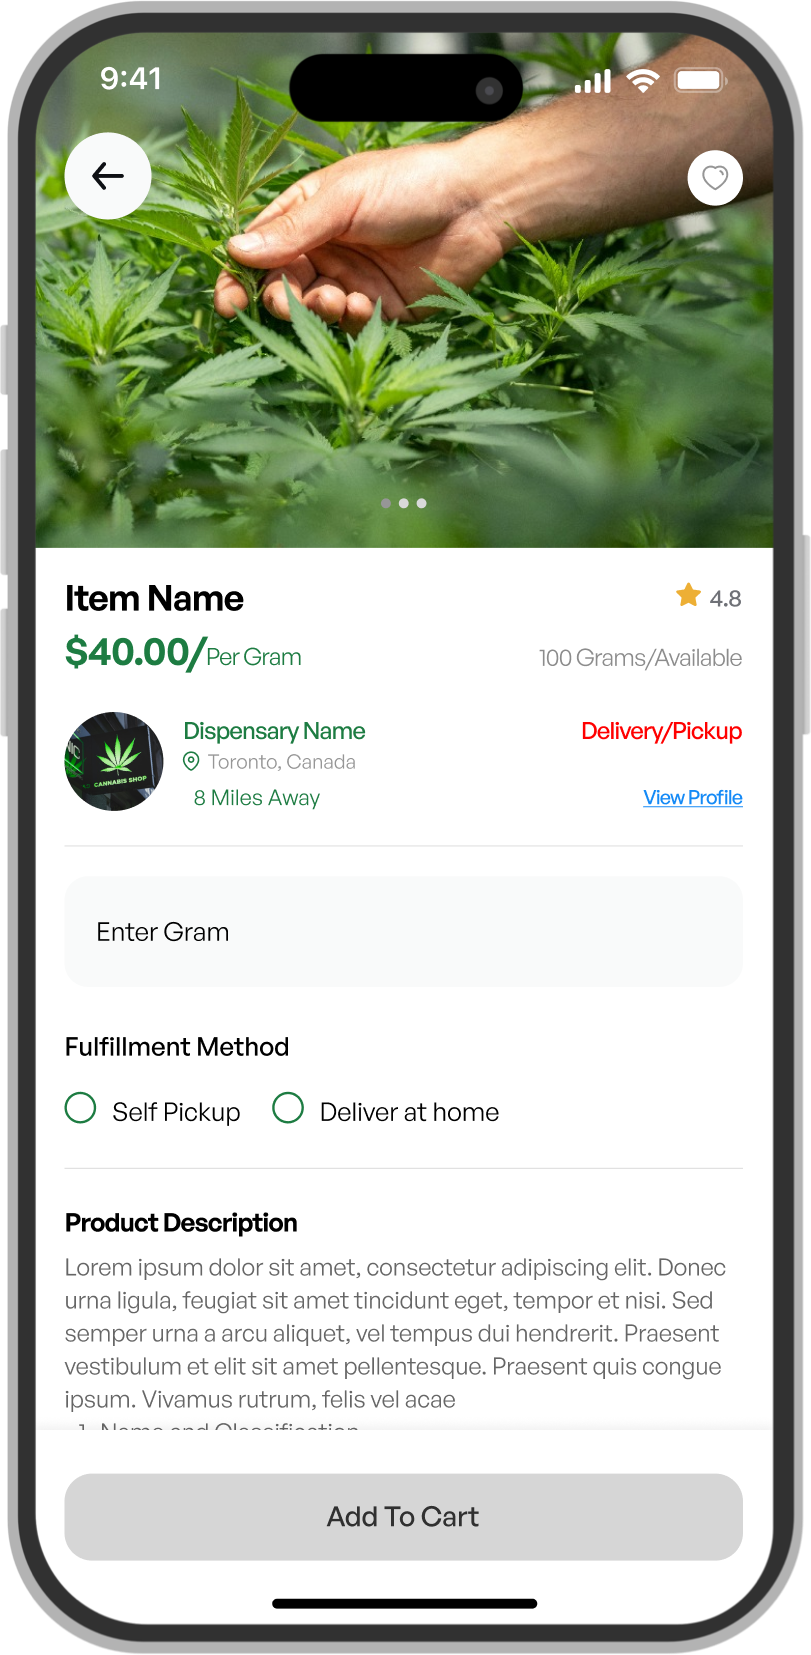 9:41
Item Name
4.8
$40.00/Per Gram
100 Grams/Available
Dispensary Name
Delivery/Pickup
Toronto, Canada
8 Miles Away
View Profile
CANNABIS SHOP
Enter Gram
Fulfillment Method
Self Pickup
Deliver at home
Product Description
Lorem ipsum dolor sit amet, consectetur adipiscing elit. Donec
urna ligula, feugiat sit amet tincidunt eget, tempor et nisi. Sed
semper urna a arcu aliquet, vel tempus dui hendrerit. Praesent
vestibulum et elit sit amet pellentesque. Praesent quis congue
ipsum. Vivamus rutrum, felis vel acae
1. Name and Classification
Add To Cart